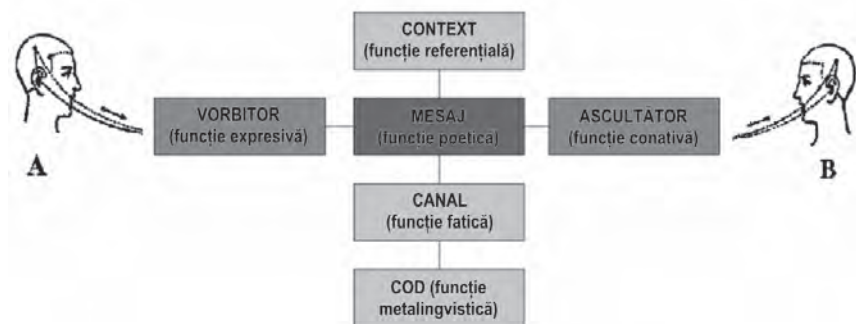 CONTEXT
(funcție referențială)
VORBITOR
(funcție expresivă)
MESAJ
(funcție poetică)
ASCULTĂTOR
(funcție conativă)
A
B
CANAL
(funcție fatică)
COD (funcție
metalingvistică)